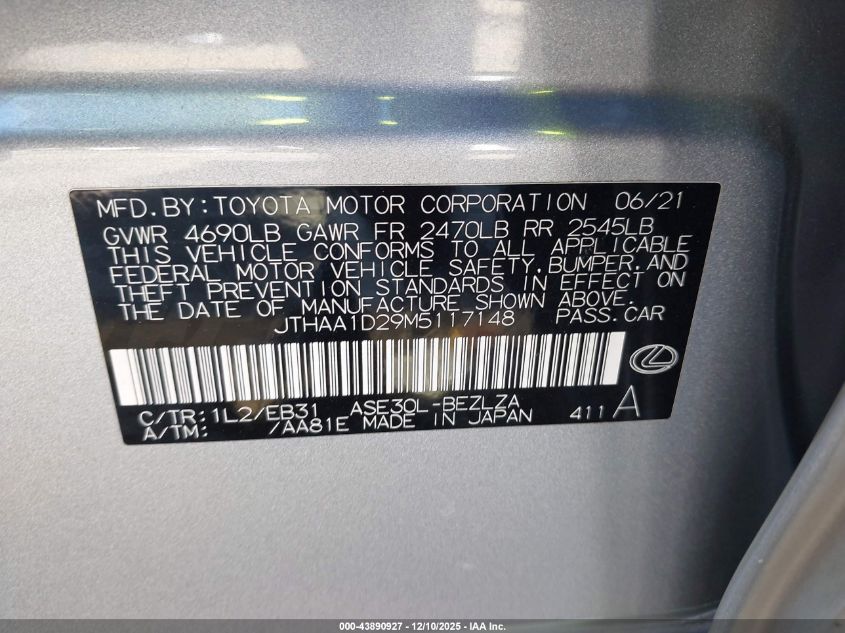 MFD.BY:TOYOTA MOTOR CORPORATION 06/21
GVWR 4690LB GAWR FR 2470LB RR 2545LB
THIS VEHICLE CONFORMS TO ALL APPLICABLE
FEDERAL MOTOR VEHICLE SAFETY,BUMPER,AND
THEFT PREVENTION STANDARDS IN EFFECT ON
THE DATE OF MANUFACTURE SHOWN ABOVE.
JTHAA1D29M5117148 PASS.CAR
C/TR:1L2/EB31 ASE30L-BEZLZA 411A
A/TM: /AA81E MADE IN JAPAN
000-43890927 - 12/10/2025 - IAA Inc.